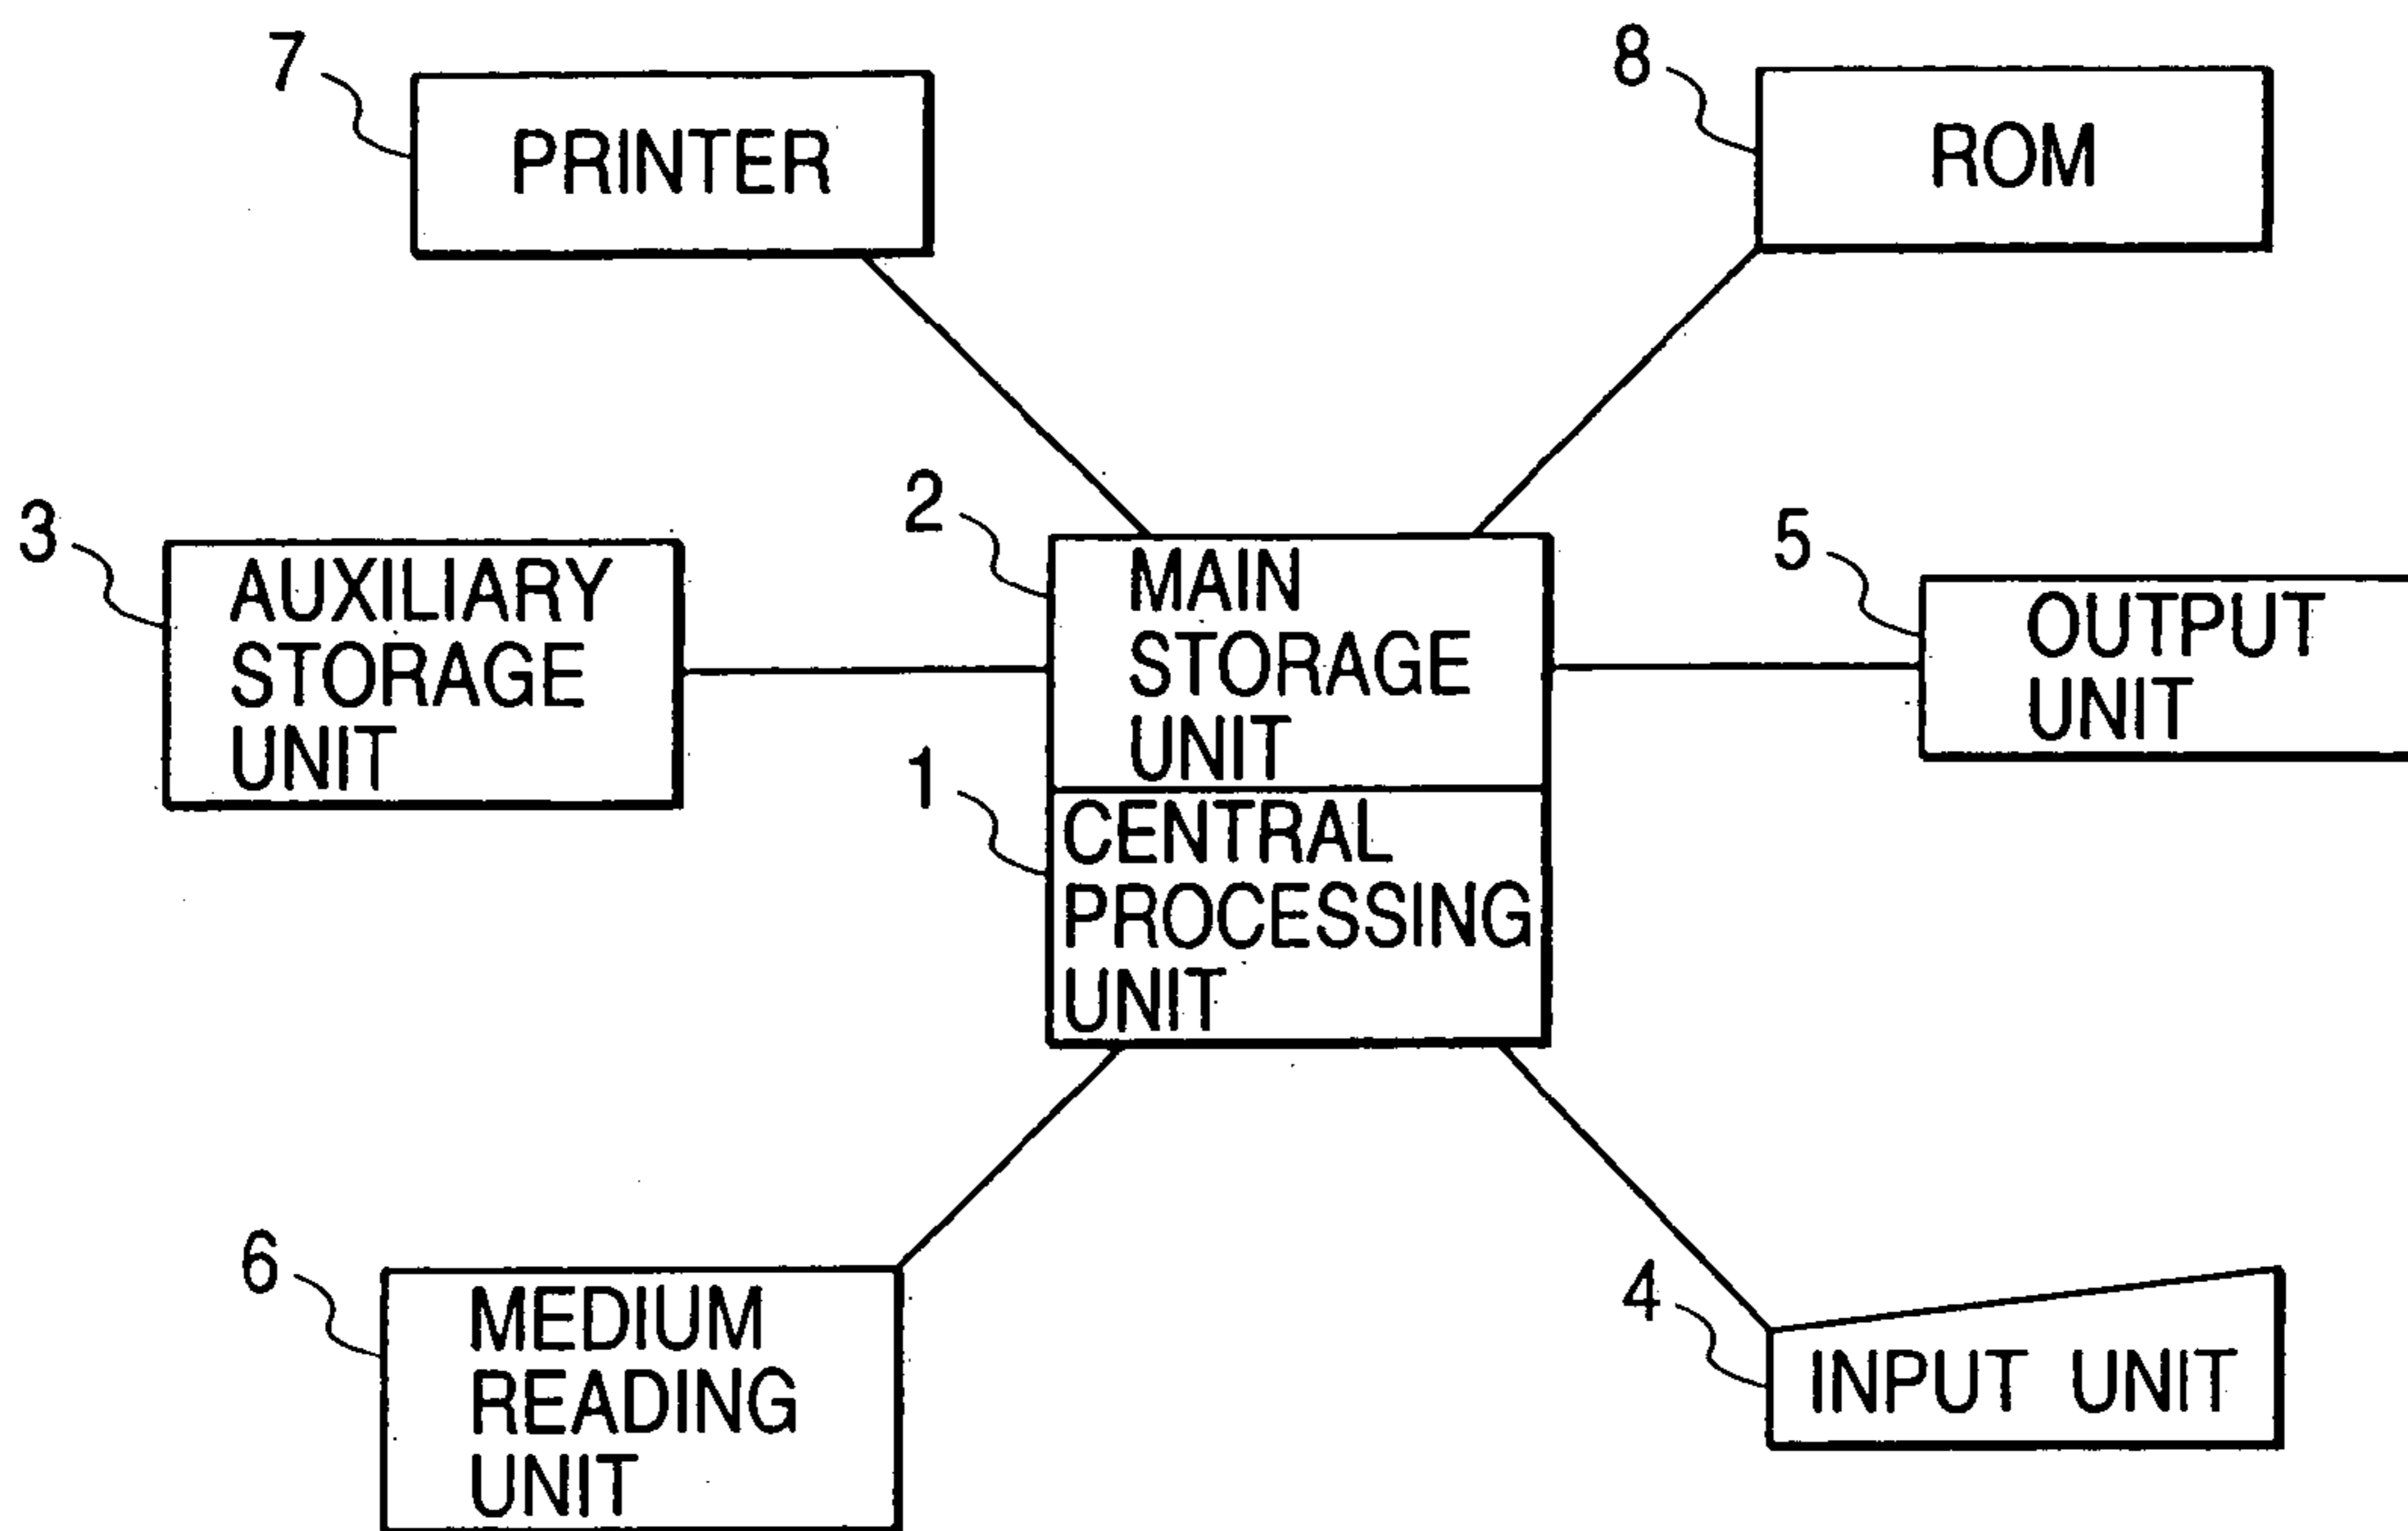 7
PRINTER
8
ROM
3
AUXILIARY
STORAGE
UNIT
2
MAIN
STORAGE
UNIT
5
OUTPUT
UNIT
1
CENTRAL
PROCESSING
UNIT
6
MEDIUM
READING
UNIT
4
INPUT UNIT